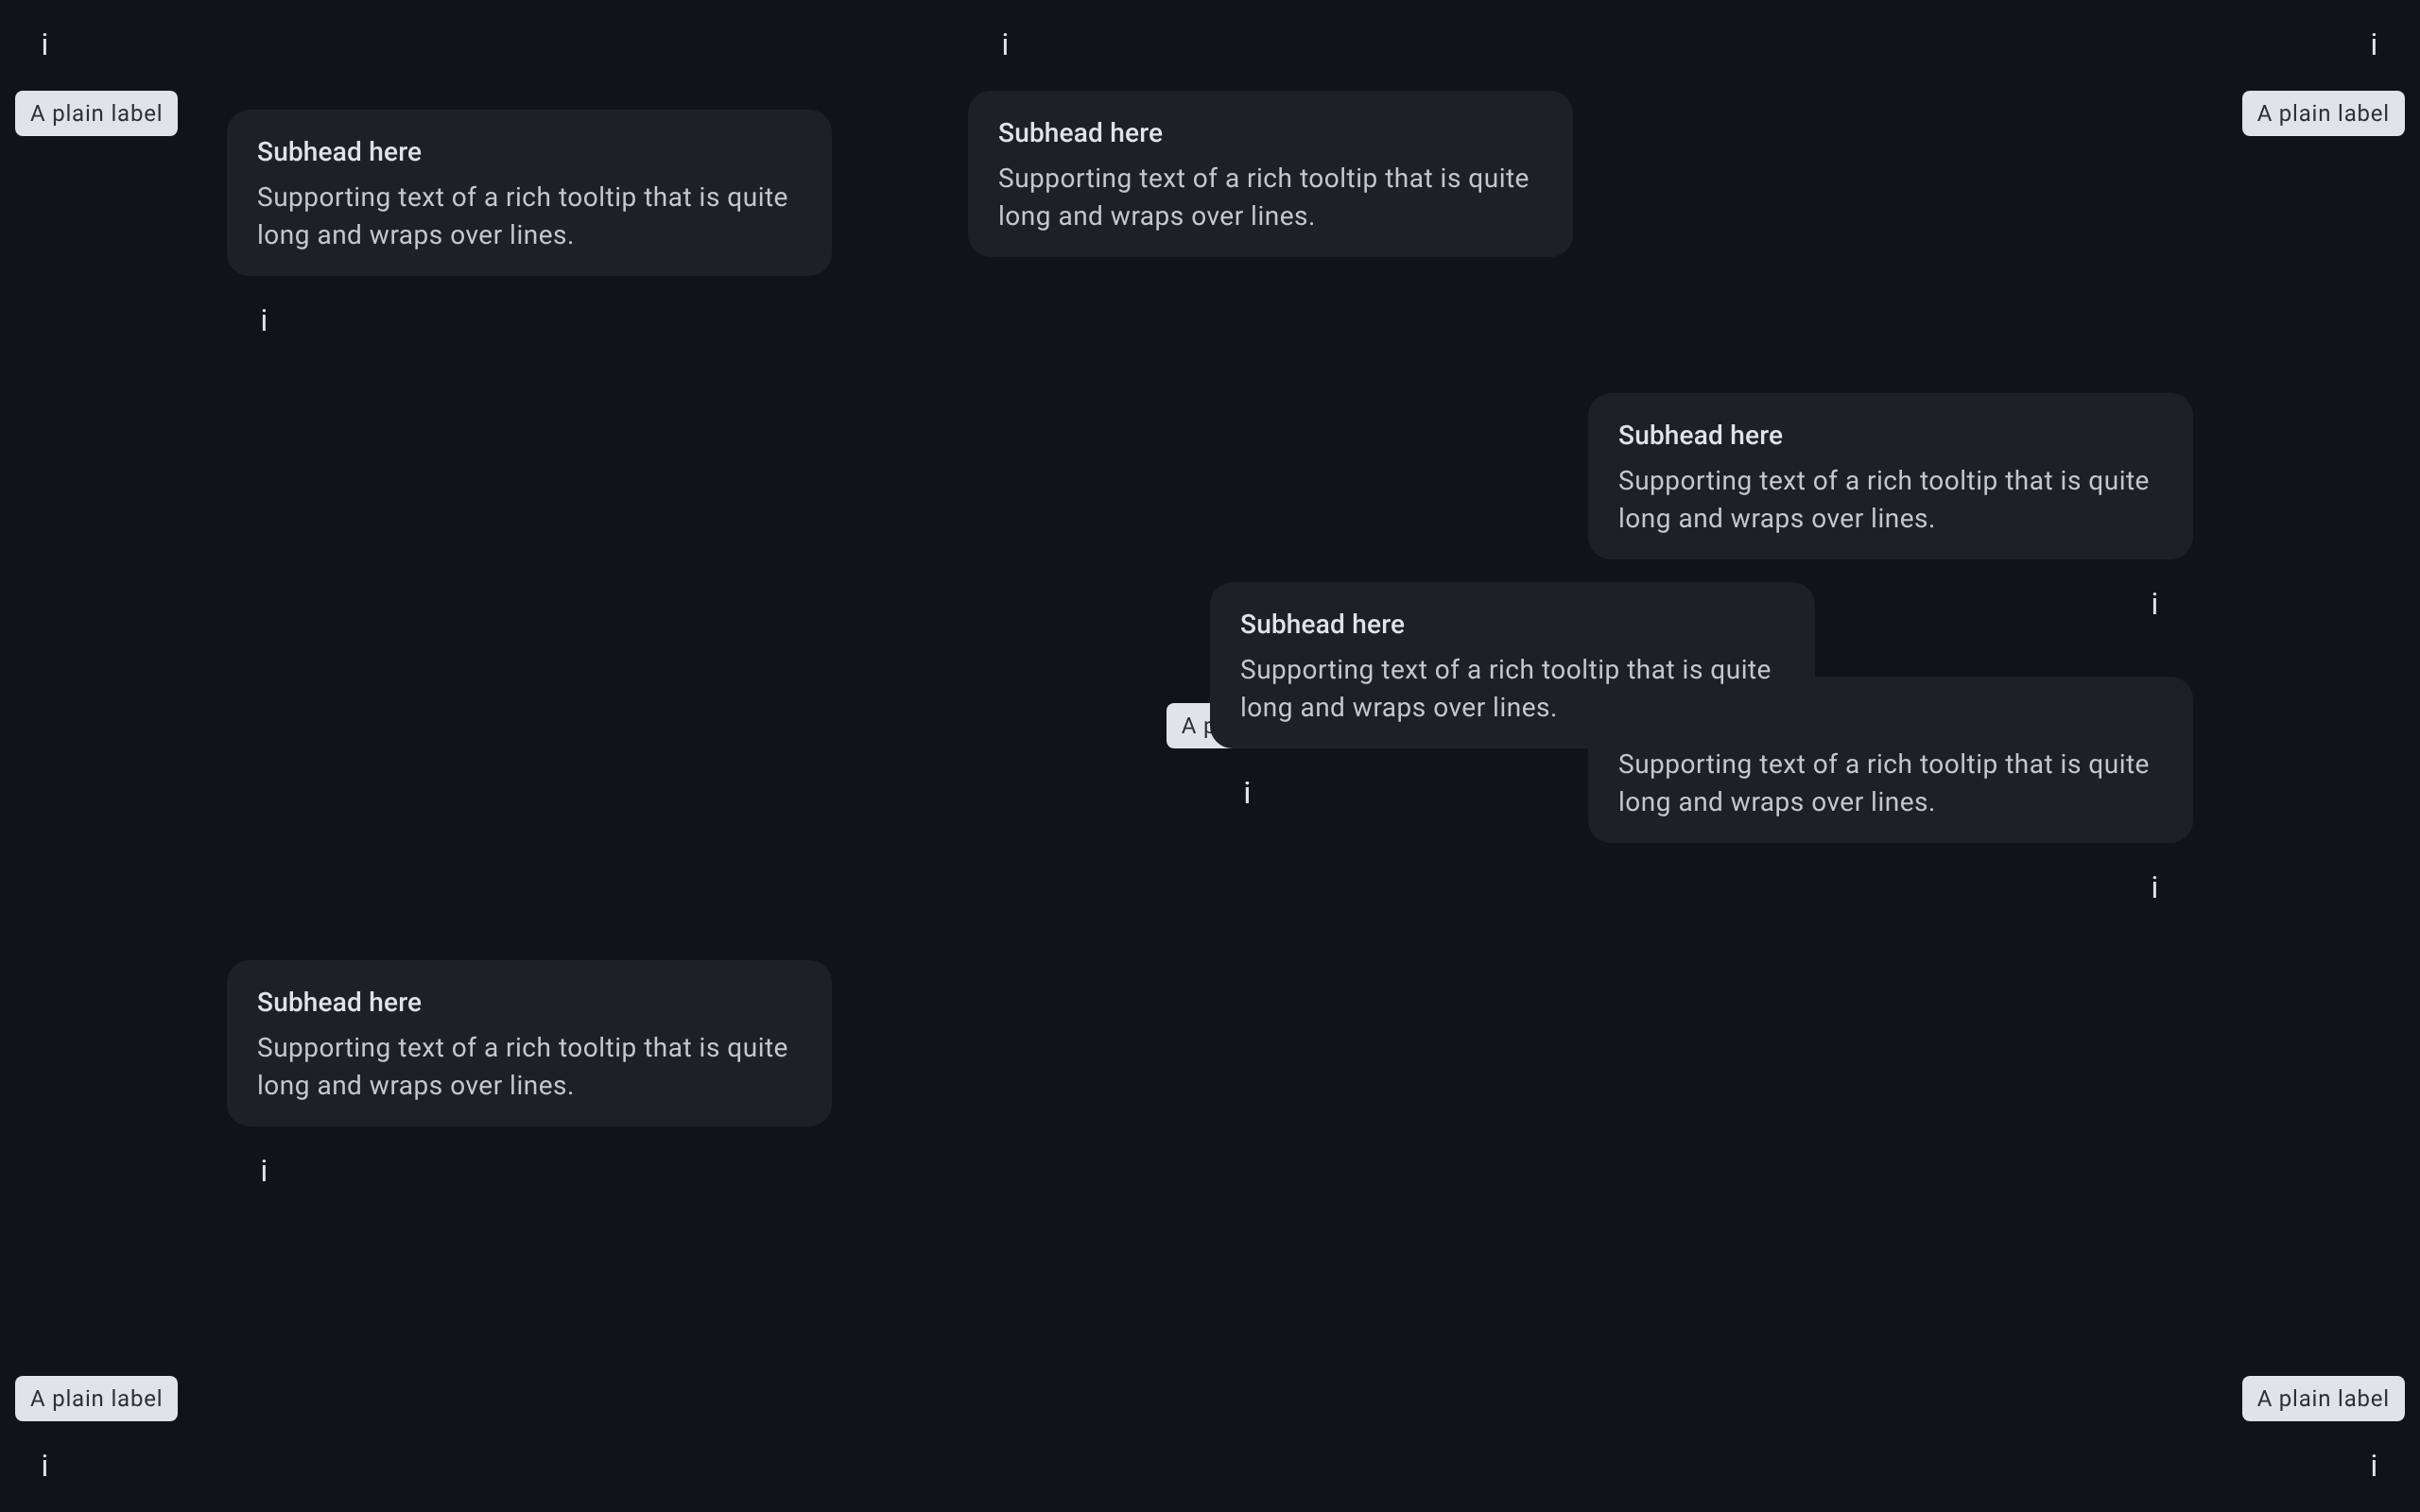 i
i
i
A plain label
A plain label
Subhead here
Supporting text of a rich tooltip that is quite
long and wraps over lines.
Subhead here
Supporting text of a rich tooltip that is quite
long and wraps over lines.
i
Subhead here
Supporting text of a rich tooltip that is quite
long and wraps over lines.
i
Subhead here
Supporting text of a rich tooltip that is quite
long and wraps over lines.
A
i
Supporting text of a rich tooltip that is quite
long and wraps over lines.
i
Subhead here
Supporting text of a rich tooltip that is quite
long and wraps over lines.
i
A plain label
A plain label
i
i